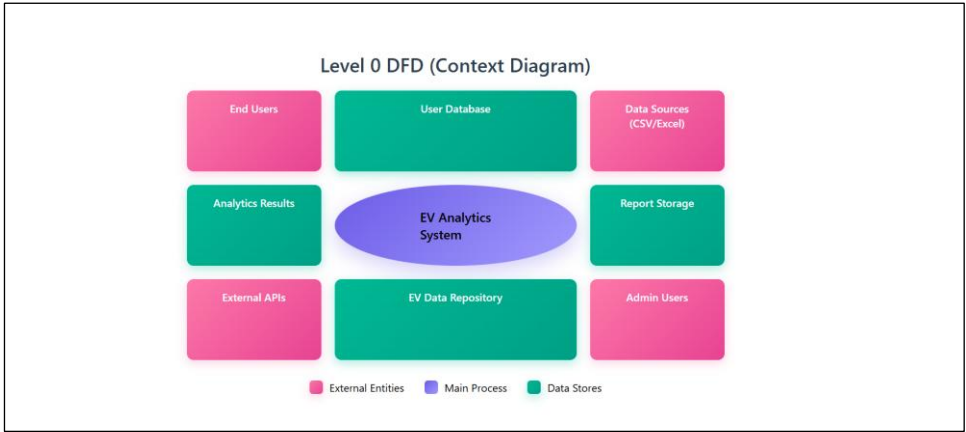 Level 0 DFD (Context Diagram)
End Users
User Database
Data Sources
(CSV/Excel)
Analytics Results
EV Analytics
System
Report Storage
External APIs
EV Data Repository
Admin Users
External Entities
Main Process
Data Stores